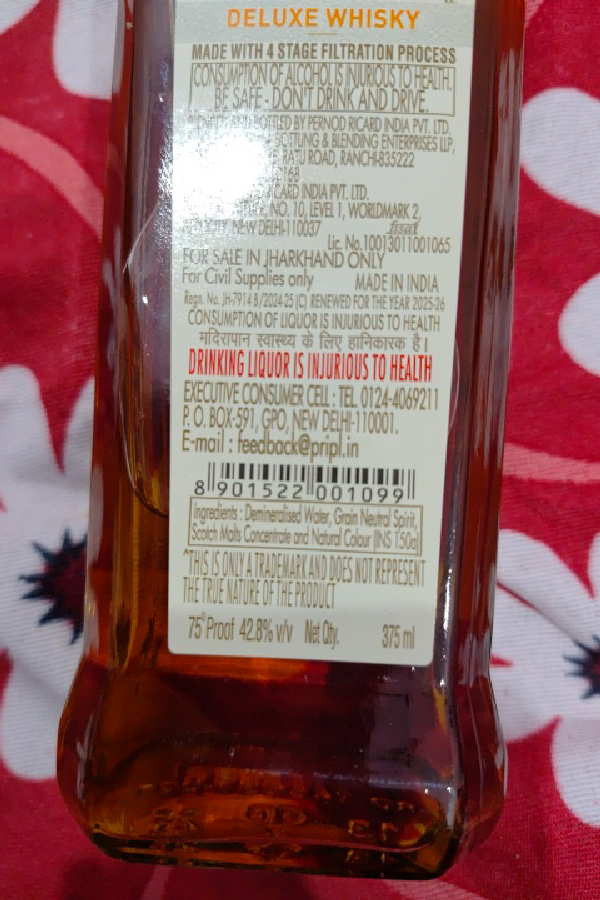 DELUXE WHISKY
MADE WITH 4 STAGE FILTRATION PROCESS
CONSUMPTION OF ALCOHOL IS INJURIOUS TO HEALTH.
BE SAFE - DON'T DRINK AND DRIVE.
BOTTLED BY PERNOD RICARD INDIA PVT. LTD.
BOTTLING & BLENDING ENTERPRISES LLP,
RATU ROAD, RANCHI-835222
INDIA PVT. LTD.
NO. 10, LEVEL 1, WORLDMARK 2,
NEW DELHI-110037
Lic. No.10013011001065
FOR SALE IN JHARKHAND ONLY
For Civil Supplies only MADE IN INDIA
Regn. No. JH-7914 B/2024-25 (C) RENEWED FOR THE YEAR 2025-26
CONSUMPTION OF LIQUOR IS INJURIOUS TO HEALTH
मदिरापान स्वास्थ्य के लिए हानिकारक है।
DRINKING LIQUOR IS INJURIOUS TO HEALTH
EXECUTIVE CONSUMER CELL : TEL 0124-4069211
P. O. BOX-591, GPO, NEW DELHI-110001.
E-mail : feedback@pripl.in
8 901522 001099
Ingredients : Demineralised Water, Grain Neutral Spirit,
Scotch Malts Concentrate and Natural Colour (INS 150a)
^THIS IS ONLY A TRADEMARK AND DOES NOT REPRESENT
THE TRUE NATURE OF THE PRODUCT
75° Proof 42.8% v/v Net Qty. 375 ml